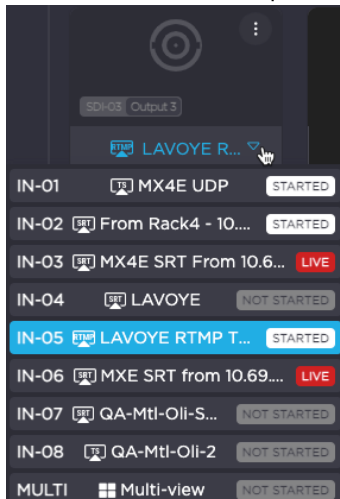 SDI-03 Output 3
RTMP LAVOYE R...
IN-01 TS MX4E UDP STARTED
IN-02 SRT From Rack4 - 10.... STARTED
IN-03 SRT MX4E SRT From 10.6... LIVE
IN-04 SRT LAVOYE NOT STARTED
IN-05 RTMP LAVOYE RTMP T... STARTED
IN-06 SRT MXE SRT from 10.69.... LIVE
IN-07 SRT QA-Mtl-Oli-S... NOT STARTED
IN-08 TS QA-Mtl-Oli-2 NOT STARTED
MULTI Multi-view NOT STARTED